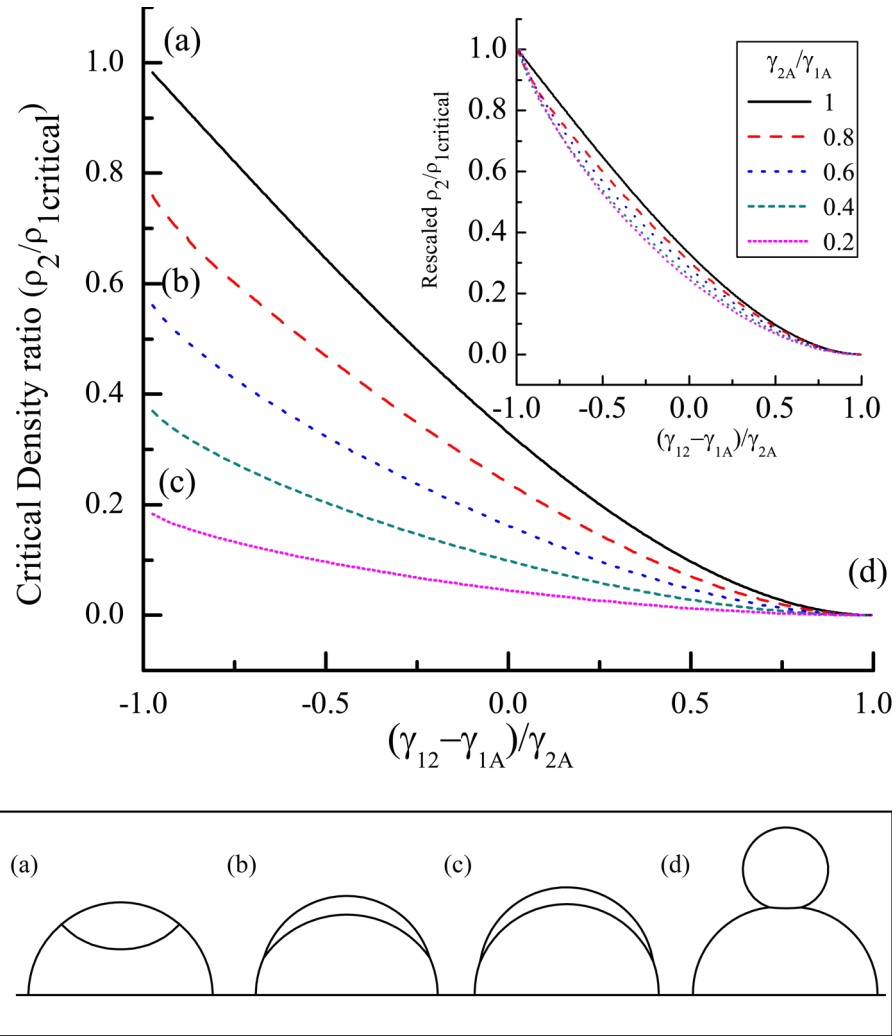 (a)
1.0
0.8
0.6
0.4
0.2
0.0
(b)
(c)
(d)
Critical Density ratio (ρ₂/ρ₁critical)
-1.0
-0.5
0.0
0.5
1.0
(γ₁₂−γ₁A)/γ₂A
1.0
0.8
0.6
0.4
0.2
0.0
Rescaled ρ₂/ρ₁critical
-1.0
-0.5
0.0
0.5
1.0
(γ₁₂−γ₁A)/γ₂A
γ₂A/γ₁A
1
0.8
0.6
0.4
0.2
(a)
(b)
(c)
(d)